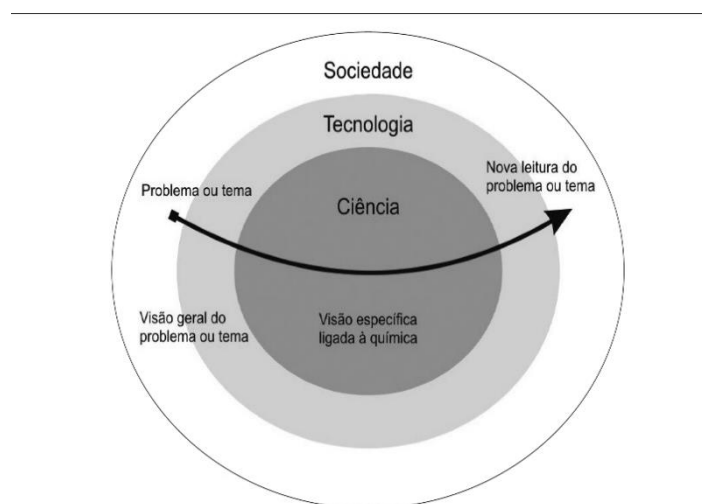 Sociedade
Tecnologia
Nova leitura do
problema ou tema
Problema ou tema
Ciência
Visão geral do
problema ou tema
Visão específica
ligada à química